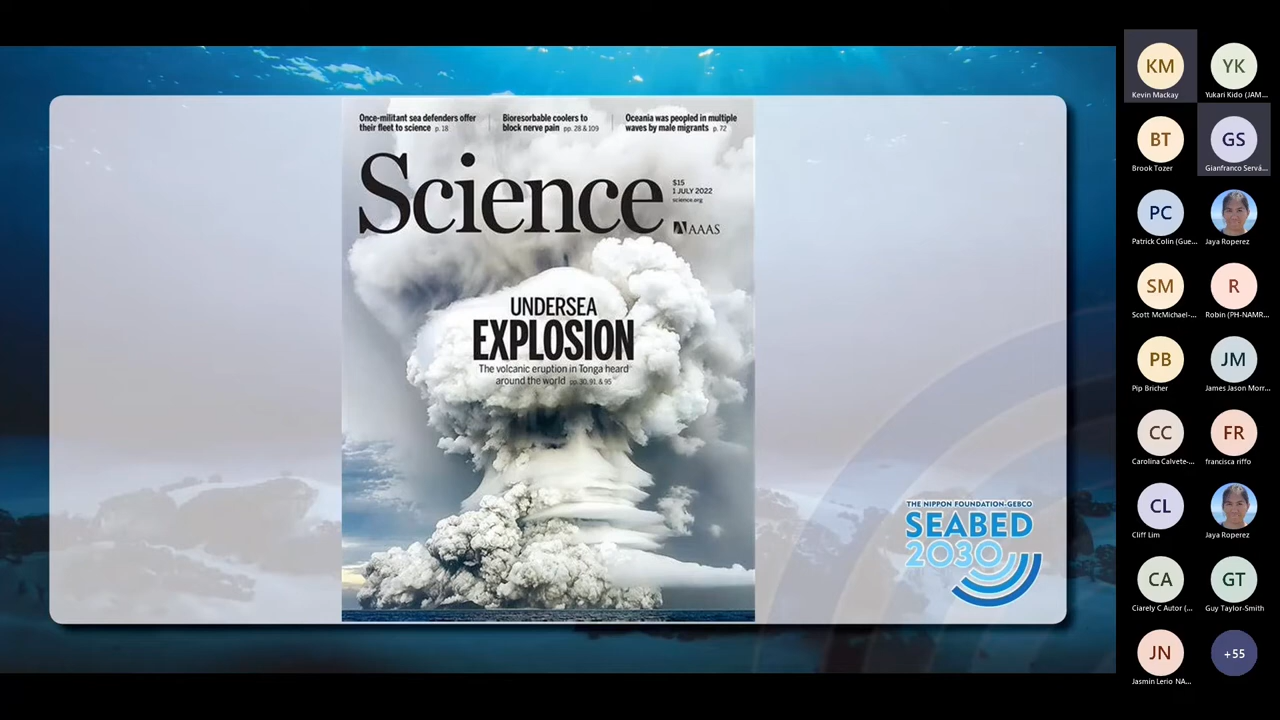 Once-militant sea defenders offer
their fleet to science p. 18
Bioresorbable coolers to
block nerve pain pp. 28 & 109
Oceania was peopled in multiple
waves by male migrants p. 72
Science
$15
1 JULY 2022
science.org
AAAS
UNDERSEA
EXPLOSION
The volcanic eruption in Tonga heard
around the world pp. 30, 91, & 95
THE NIPPON FOUNDATION-GEBCO
SEABED
2030
KM
Kevin Mackay
YK
Yukari Kido (JAM...
BT
Brook Tozer
GS
Gianfranco Servá...
PC
Patrick Colin (Gue...
Jaya Roperez
SM
Scott McMichael-...
R
Robin (PH-NAMR...
PB
Pip Bricher
JM
James Jason Morr...
CC
Carolina Calvete-...
FR
francisca riffo
CL
Cliff Lim
Jaya Roperez
CA
Ciarely C Autor (...
GT
Guy Taylor-Smith
JN
Jasmin Lerio NA...
+55